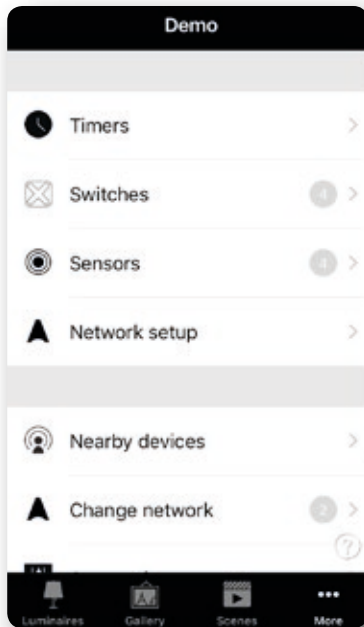 Demo
Timers
Switches 4
Sensors 4
Network setup
Nearby devices
Change network 2
?
Luminaires Gallery Scenes More